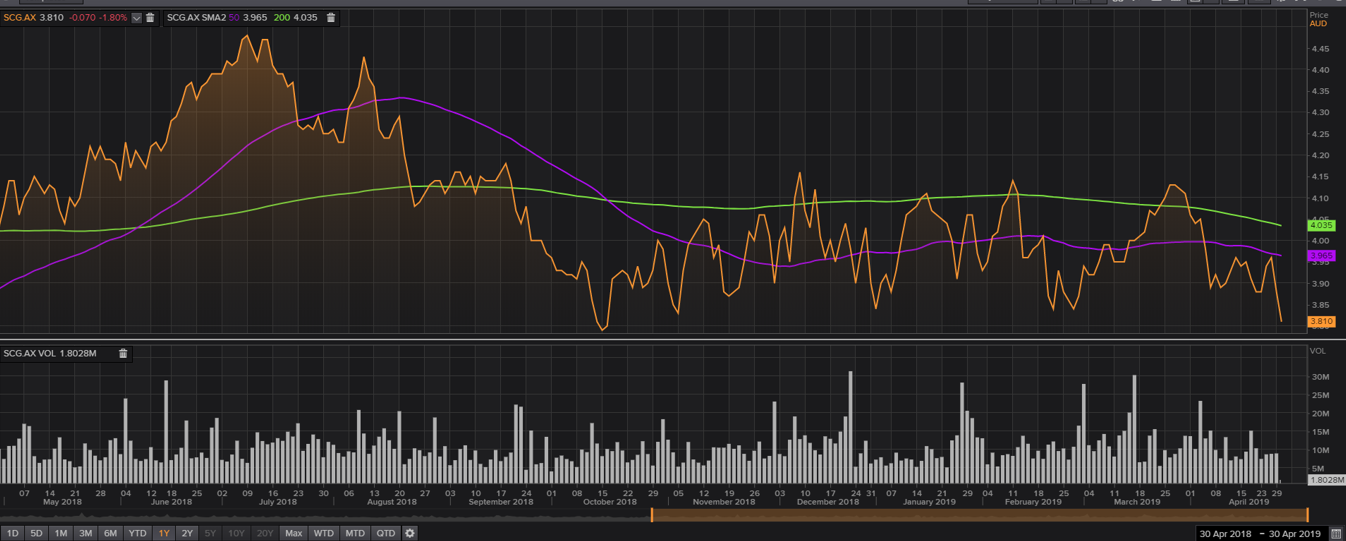 SCG.AX 3.810 -0.070 -1.80%
SCG.AX SMA2 50 3.965 200 4.035
Price
AUD
4.45
4.40
4.35
4.30
4.25
4.20
4.15
4.10
4.05
4.035
4.00
3.965
3.95
3.90
3.85
3.810
SCG.AX VOL 1.8028M
VOL
30M
25M
20M
15M
10M
5M
1.8028M
07 14 21 28 04 12 18 25 02 09 16 23 30 06 13 20 27 03 10 17 24 01 08 15 22 29 05 12 19 26 03 10 17 24 31 07 14 21 29 04 11 18 25 04 11 18 25 01 08 15 23 29
May 2018 June 2018 July 2018 August 2018 September 2018 October 2018 November 2018 December 2018 January 2019 February 2019 March 2019 April 2019
1D 5D 1M 3M 6M YTD 1Y 2Y 5Y 10Y 20Y Max WTD MTD QTD
30 Apr 2018 - 30 Apr 2019